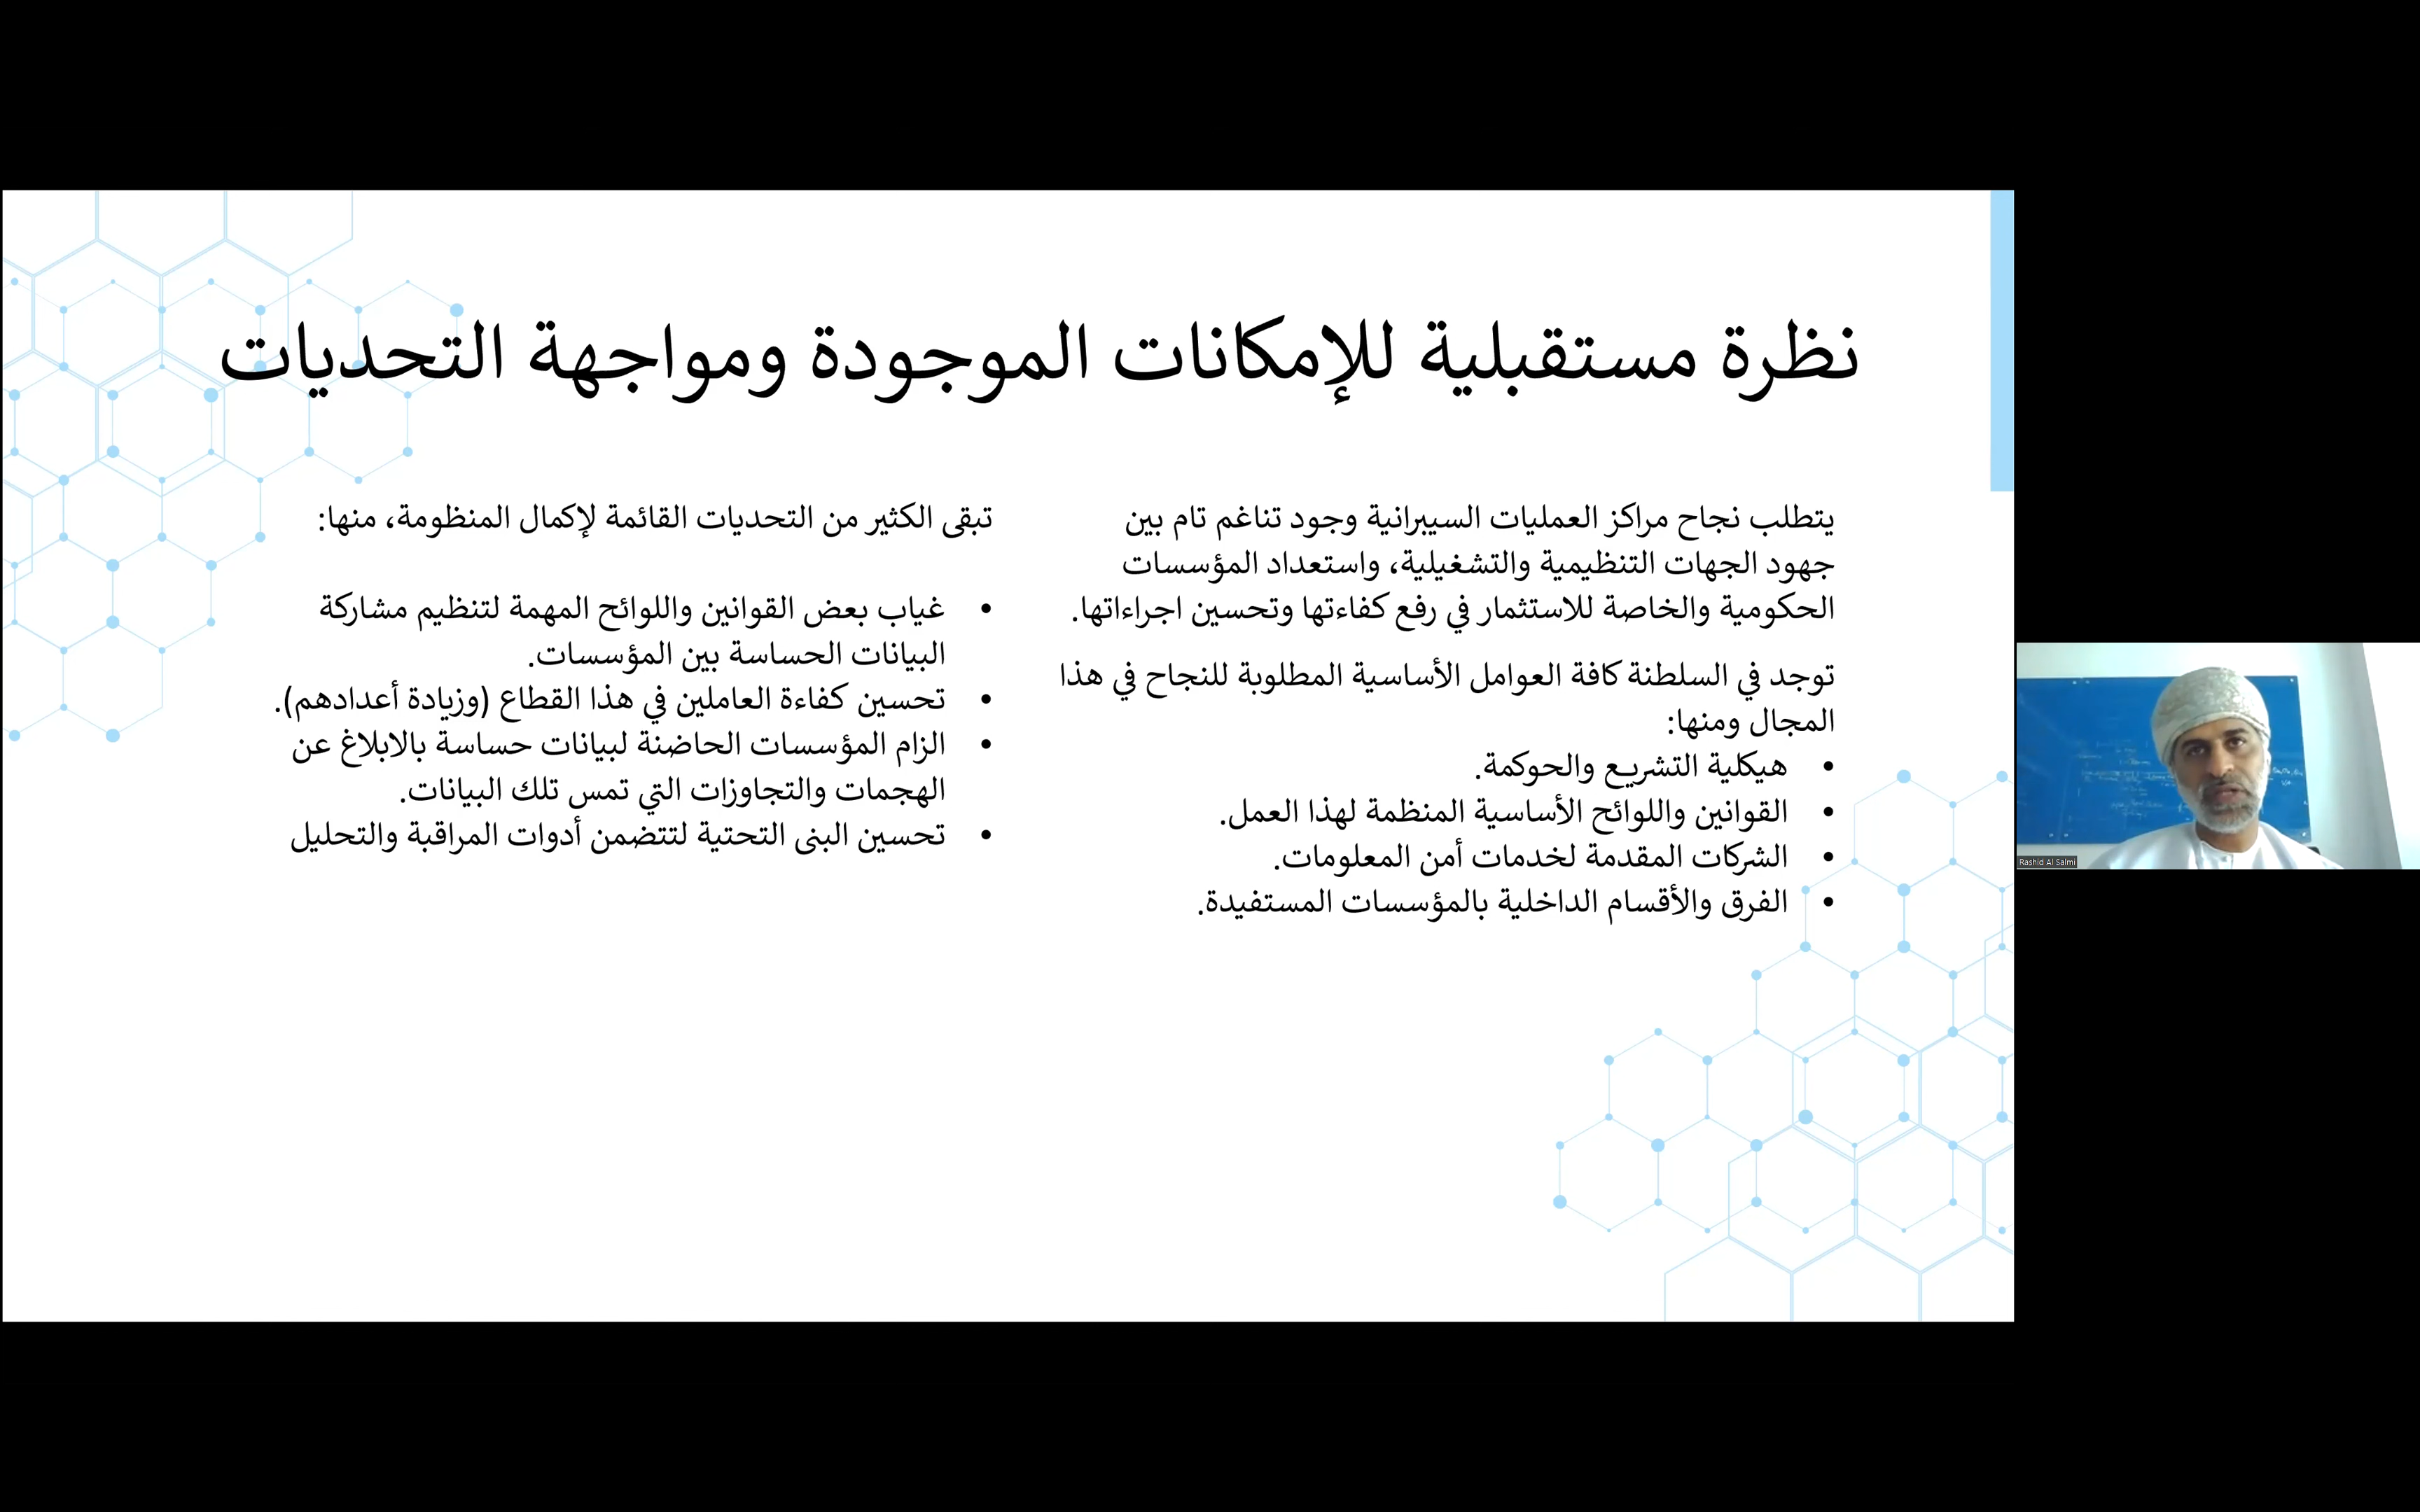 نظرة مستقبلية للإمكانات الموجودة ومواجهة التحديات
يتطلب نجاح مراكز العمليات السيبرانية وجود تناغم تام بين
جهود الجهات التنظيمية والتشغيلية، واستعداد المؤسسات
الحكومية والخاصة للاستثمار في رفع كفاءتها وتحسين اجراءاتها.
توجد في السلطنة كافة العوامل الأساسية المطلوبة للنجاح في هذا
المجال ومنها:
• هيكلية التشريع والحوكمة.
• القوانين واللوائح الأساسية المنظمة لهذا العمل.
• الشركات المقدمة لخدمات أمن المعلومات.
• الفرق والأقسام الداخلية بالمؤسسات المستفيدة.
تبقى الكثير من التحديات القائمة لإكمال المنظومة، منها:
• غياب بعض القوانين واللوائح المهمة لتنظيم مشاركة
البيانات الحساسة بين المؤسسات.
• تحسين كفاءة العاملين في هذا القطاع (وزيادة أعدادهم).
• الزام المؤسسات الحاضنة لبيانات حساسة بالابلاغ عن
الهجمات والتجاوزات التي تمس تلك البيانات.
• تحسين البنى التحتية لتتضمن أدوات المراقبة والتحليل
Rashid Al Salmi